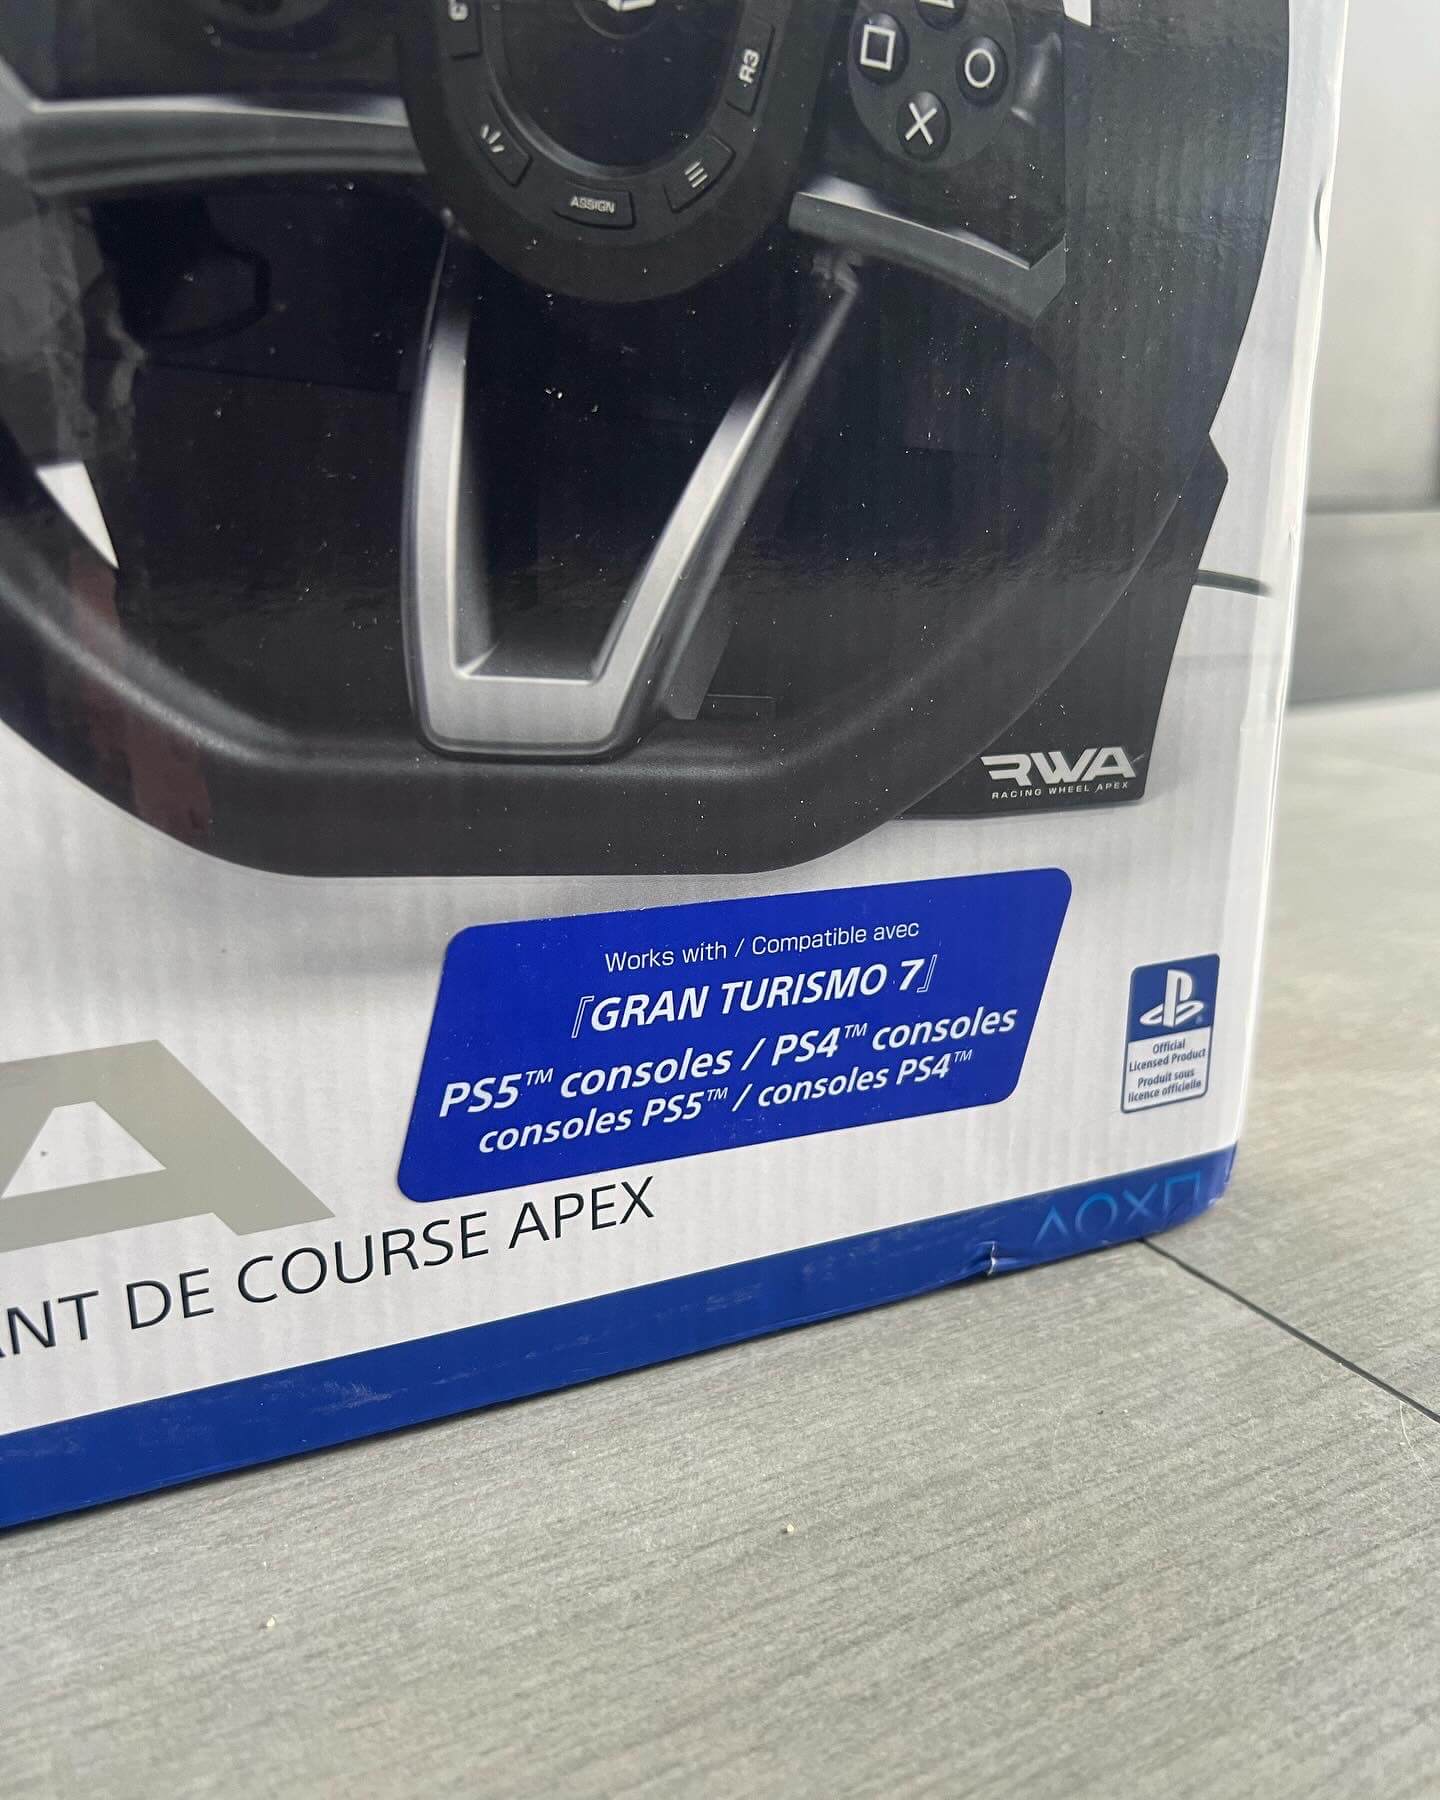 R3
ASSIGN
RWA
RACING WHEEL APEX
Works with / Compatible avec
『GRAN TURISMO 7』
PS5™ consoles / PS4™ consoles
consoles PS5™ / consoles PS4™
Official
Licensed Product
Produit sous
licence officielle
A
ANT DE COURSE APEX